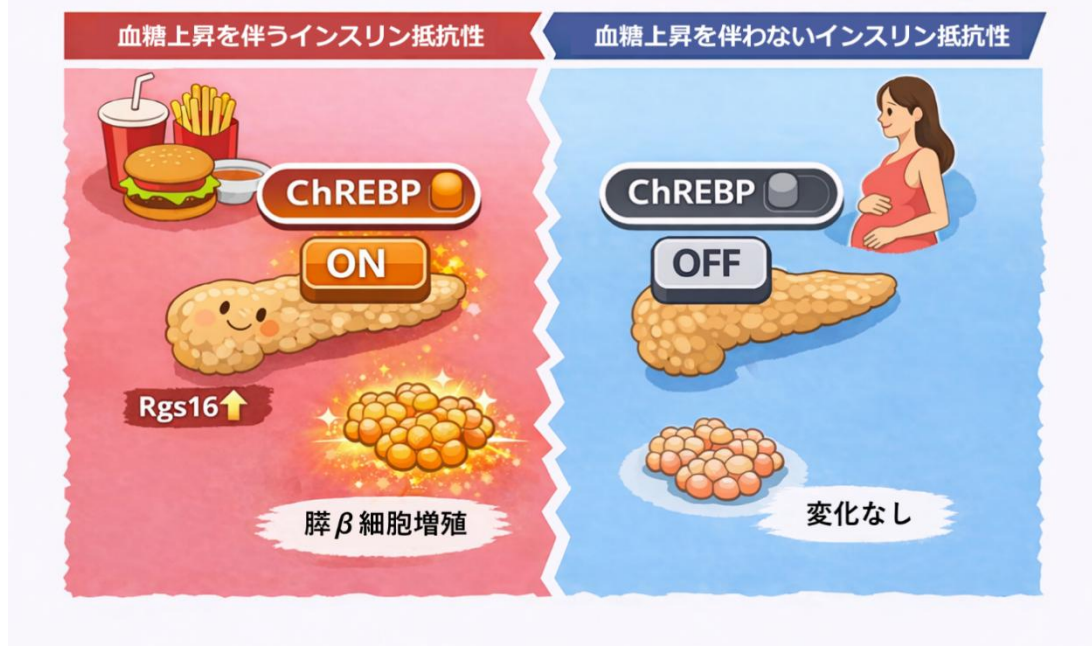 血糖上昇を伴うインスリン抵抗性
血糖上昇を伴わないインスリン抵抗性
ChREBP
ON
Rgs16
膵β細胞増殖
ChREBP
OFF
変化なし